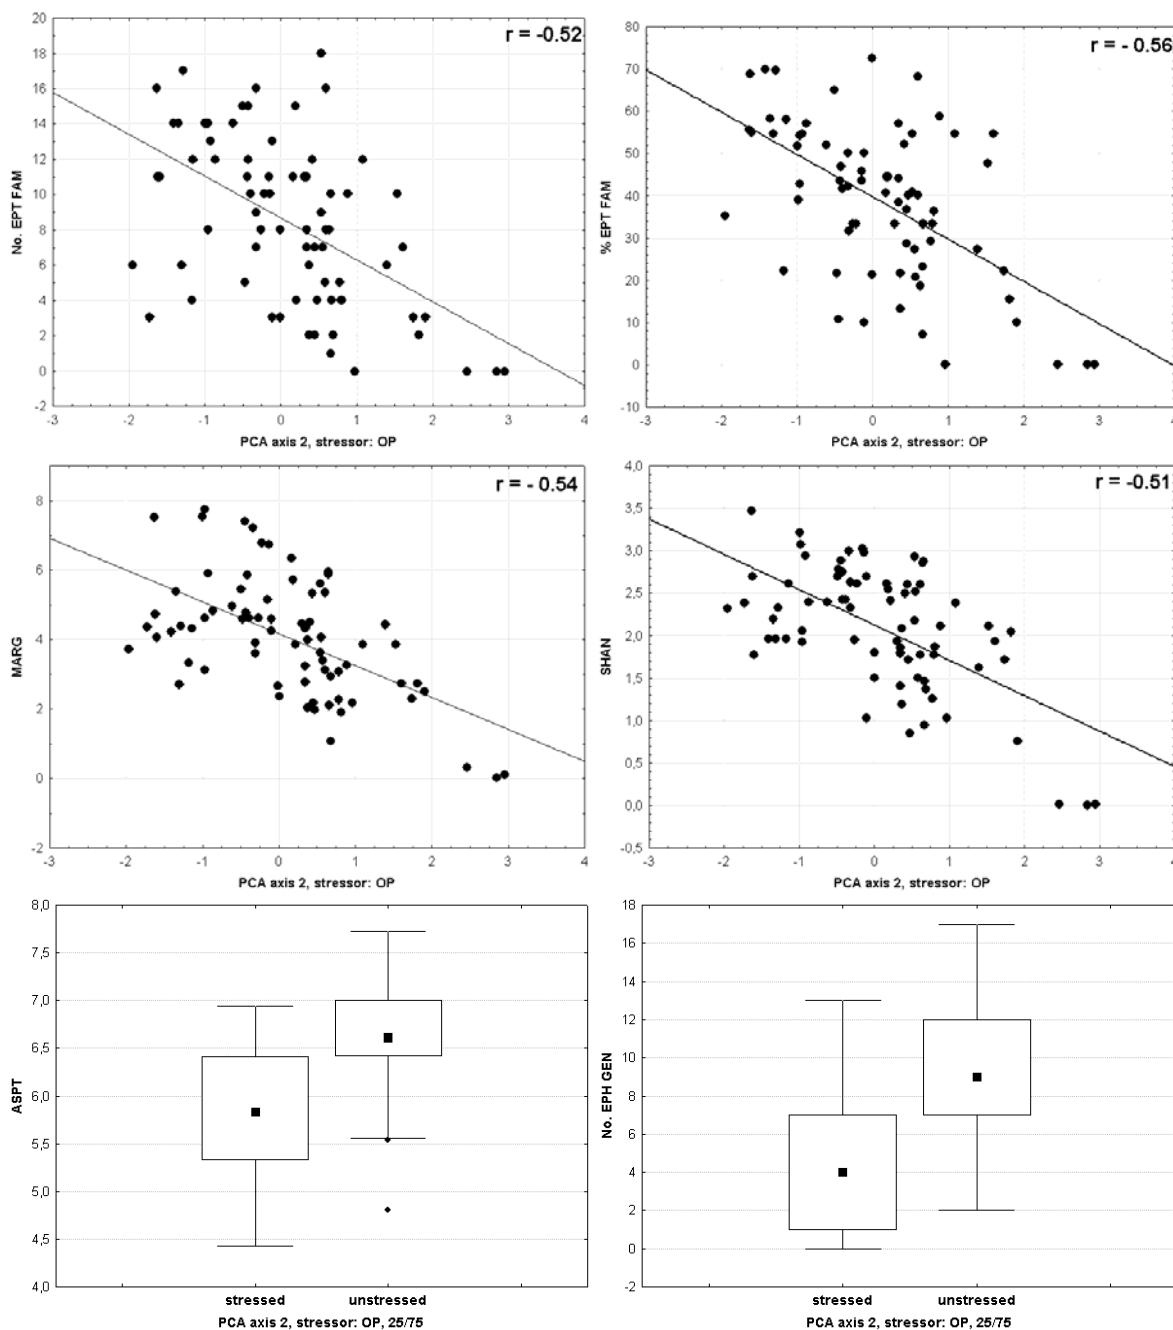 r = -0.52
No. EPT FAM
20
18
16
14
12
10
8
6
4
2
0
-2
-3 -2 -1 0 1 2 3 4
PCA axis 2, stressor: OP
r = - 0.56
% EPT FAM
80
70
60
50
40
30
20
10
0
-10
-3 -2 -1 0 1 2 3 4
PCA axis 2, stressor: OP
r = - 0.54
MARG
8
6
4
2
0
-2
-3 -2 -1 0 1 2 3 4
PCA axis 2, stressor: OP
r = -0.51
SHAN
4,0
3,5
3,0
2,5
2,0
1,5
1,0
0,5
0,0
-0,5
-3 -2 -1 0 1 2 3 4
PCA axis 2, stressor: OP
ASPT
8,0
7,5
7,0
6,5
6,0
5,5
5,0
4,5
4,0
stressed unstressed
PCA axis 2, stressor: OP, 25/75
No. EPH GEN
18
16
14
12
10
8
6
4
2
0
-2
stressed unstressed
PCA axis 2, stressor: OP, 25/75